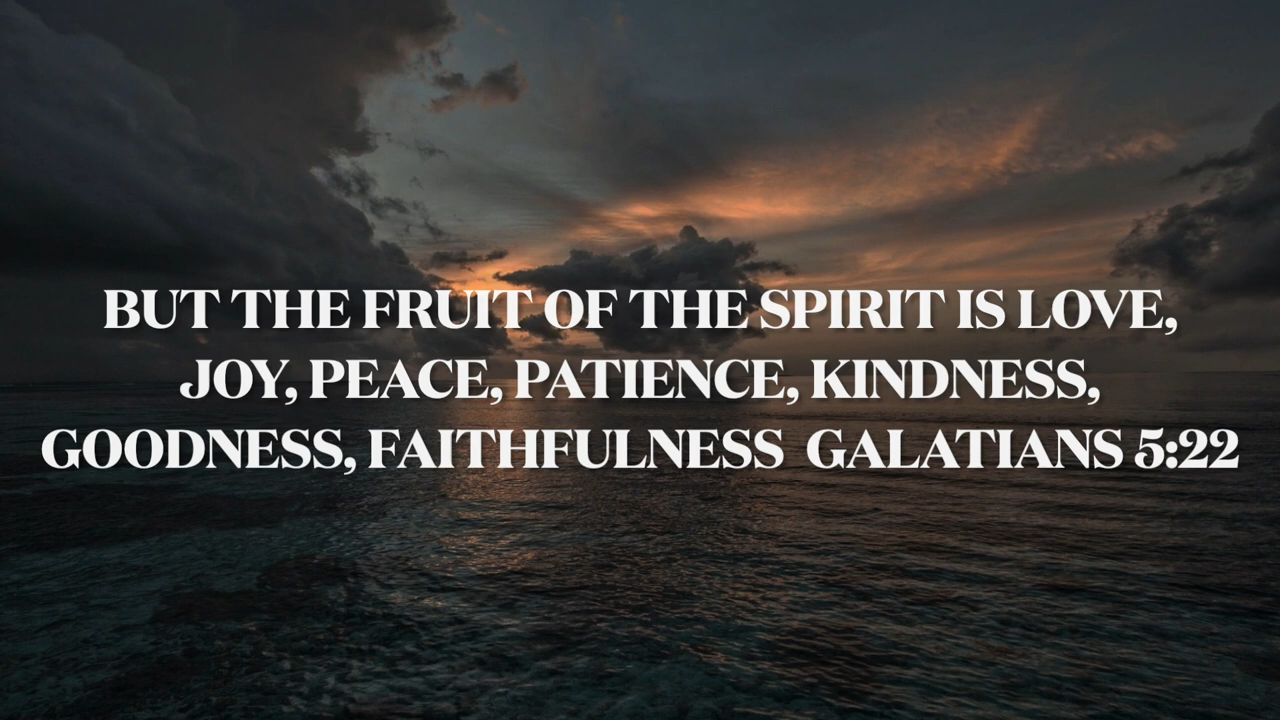 BUT THE FRUIT OF THE SPIRIT IS LOVE,
JOY, PEACE, PATIENCE, KINDNESS,
GOODNESS, FAITHFULNESS  GALATIANS 5:22